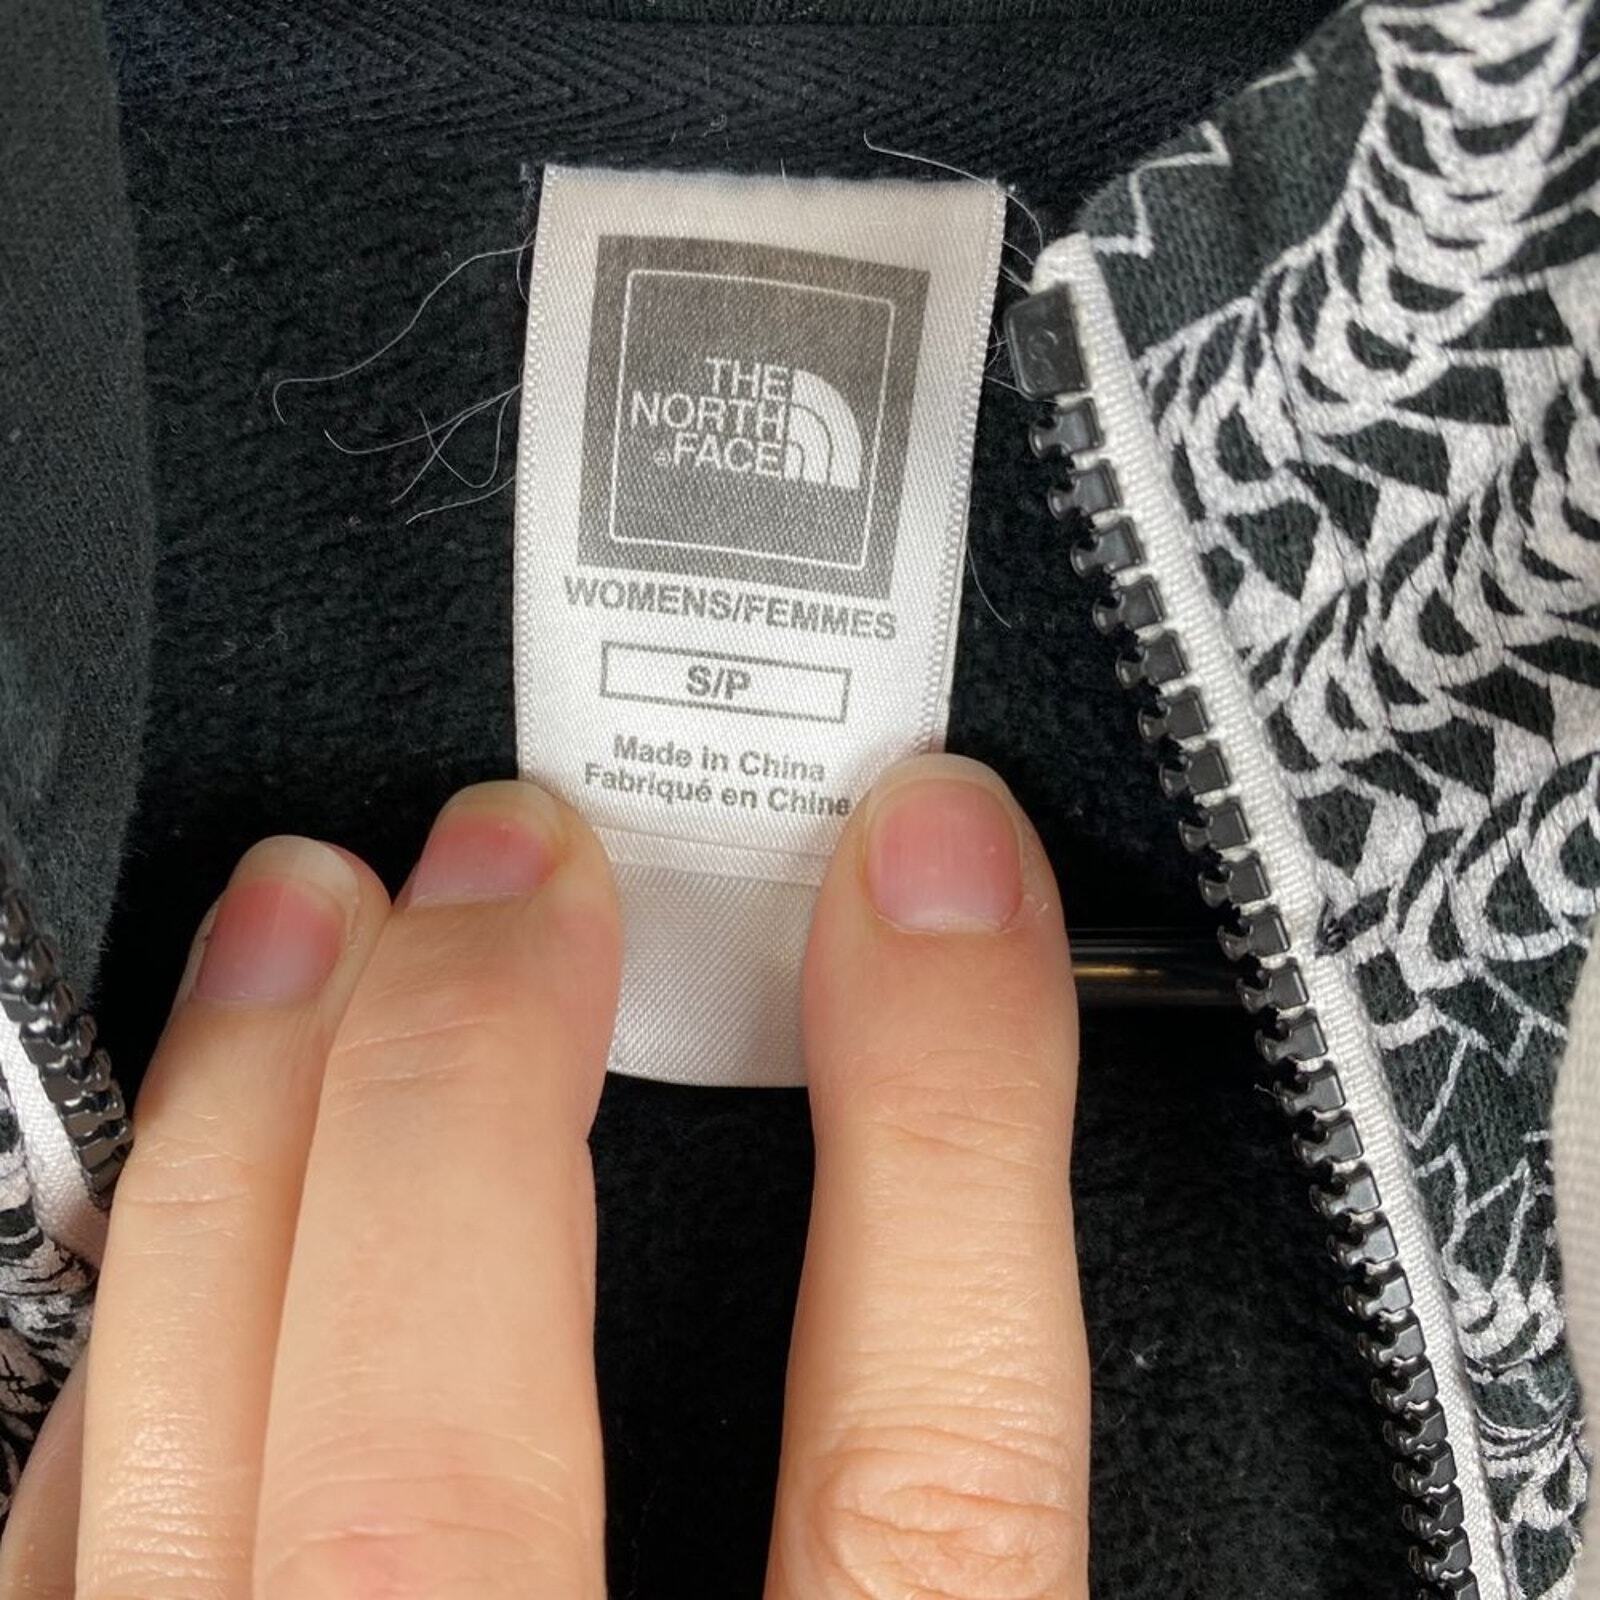 THE
NORTH
FACE
WOMENS/FEMMES
S/P
Made in China
Fabriqué en Chine